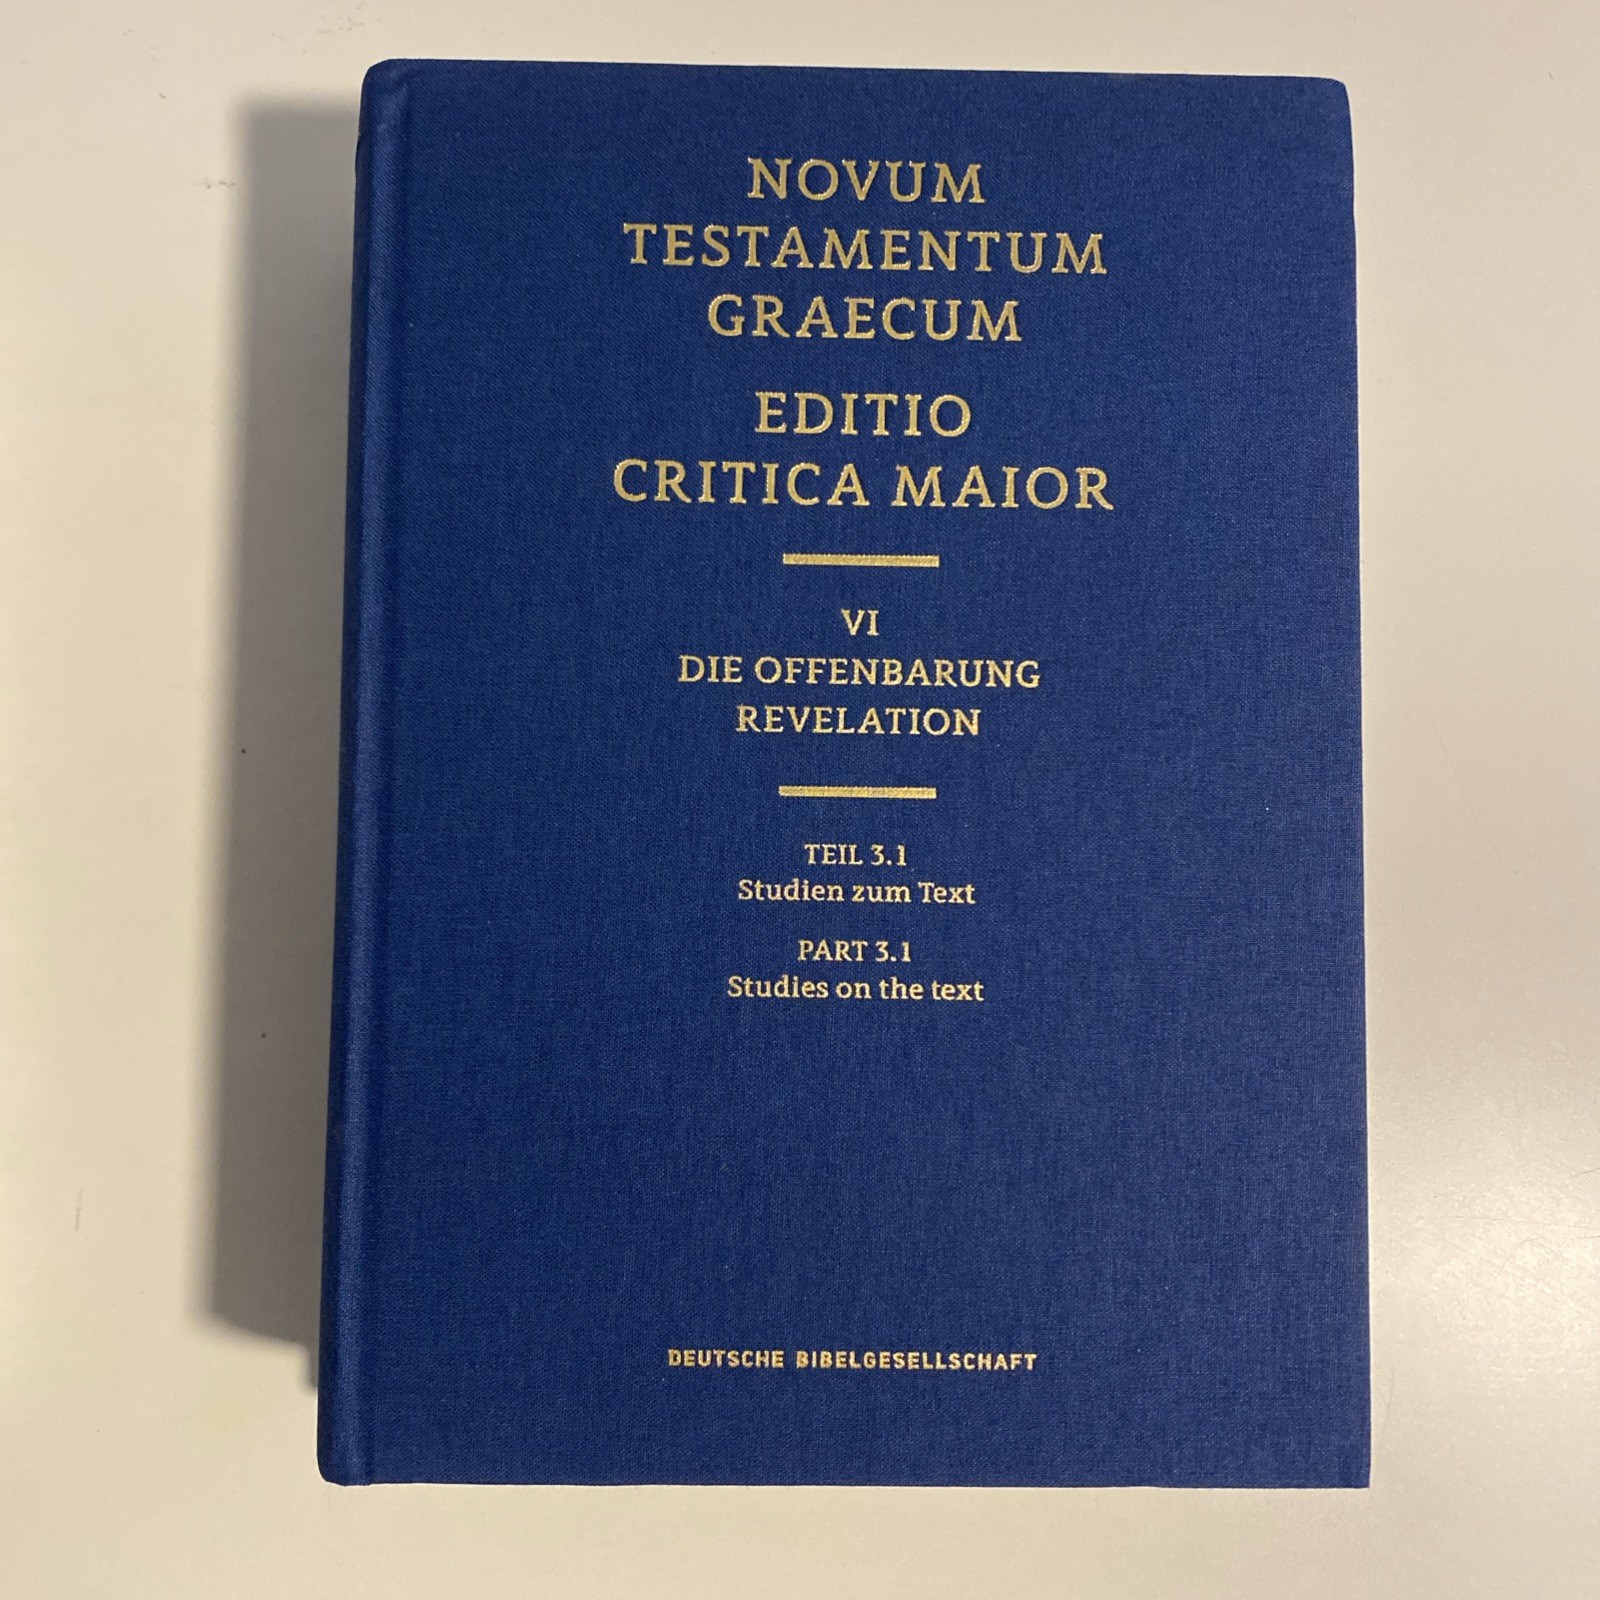 NOVUM
TESTAMENTUM
GRAECUM
EDITIO
CRITICA MAIOR
VI
DIE OFFENBARUNG
REVELATION
TEIL 3.1
Studien zum Text
PART 3.1
Studies on the text
DEUTSCHE BIBELGESELLSCHAFT